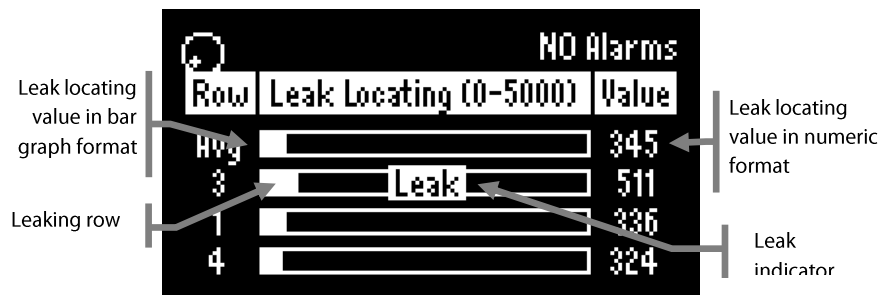 NO Alarms
Row Leak Locating (0-5000) Value
Leak locating
value in bar
graph format
Avg 345
Leak locating
value in numeric
format
3 Leak 511
Leaking row
1 336
4 324
Leak
indicator